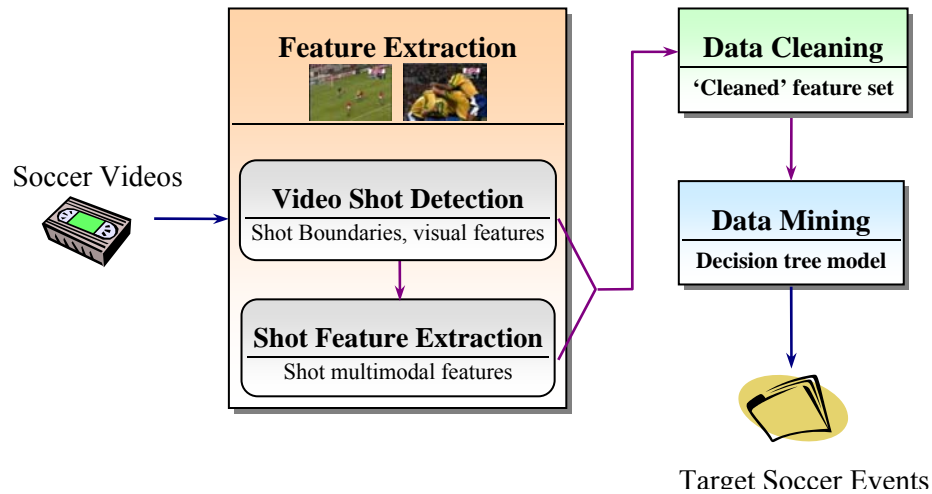 Feature Extraction
Soccer Videos
Video Shot Detection
Shot Boundaries, visual features
Shot Feature Extraction
Shot multimodal features
Data Cleaning
‘Cleaned’ feature set
Data Mining
Decision tree model
Target Soccer Events